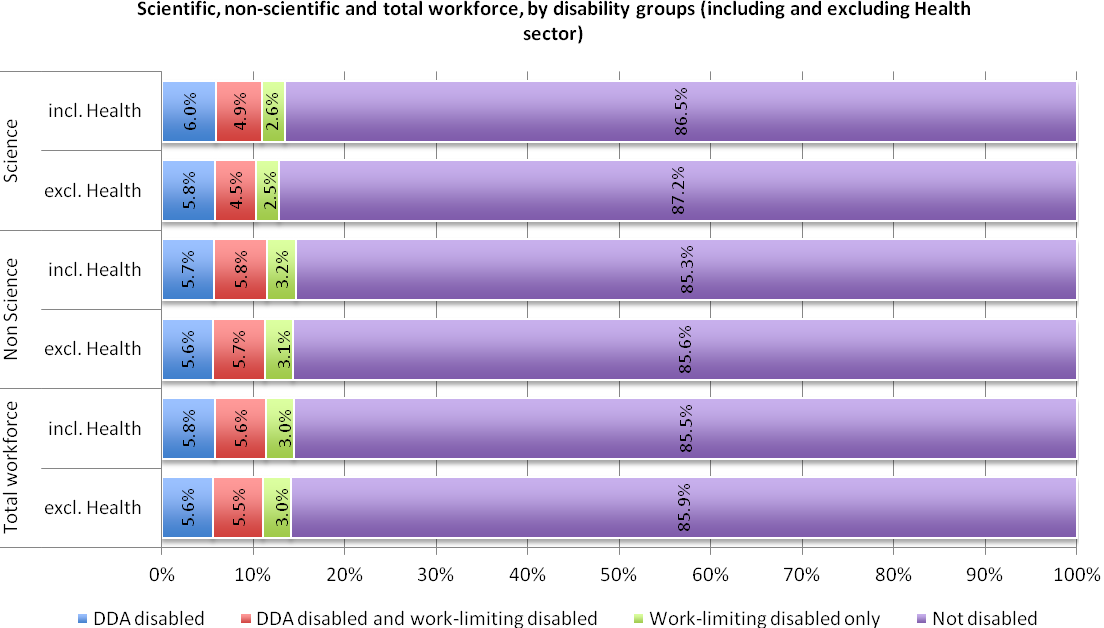 Scientific, non-scientific and total workforce, by disability groups (including and excluding Health
sector)
Science
incl. Health
6.0% 4.9% 2.6% 86.5%
excl. Health
5.8% 4.5% 2.5% 87.2%
Non Science
incl. Health
5.7% 5.8% 3.2% 85.3%
excl. Health
5.6% 5.7% 3.1% 85.6%
Total workforce
incl. Health
5.8% 5.6% 3.0% 85.5%
excl. Health
5.6% 5.5% 3.0% 85.9%
0% 10% 20% 30% 40% 50% 60% 70% 80% 90% 100%
DDA disabled DDA disabled and work-limiting disabled Work-limiting disabled only Not disabled